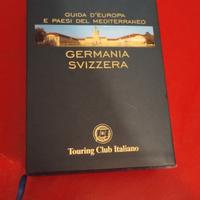 GUIDA D'EUROPA
E PAESI DEL MEDITERRANEO
GERMANIA
SVIZZERA
Touring Club Italiano